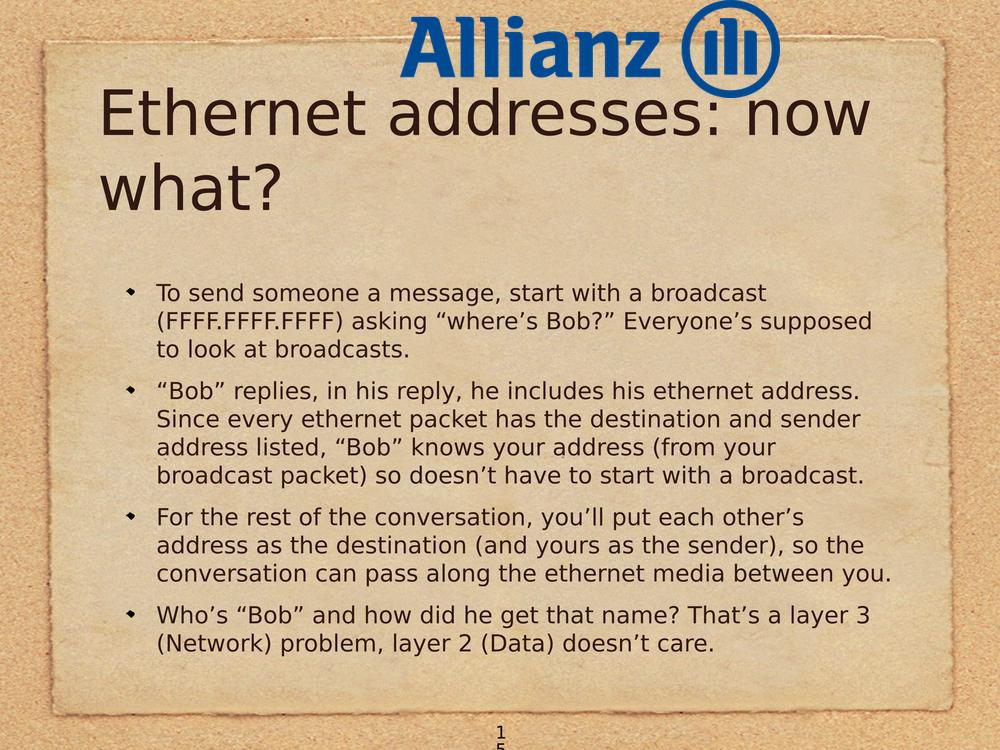 Allianz
Ethernet addresses: now
what?
To send someone a message, start with a broadcast
(FFFF.FFFF.FFFF) asking “where’s Bob?” Everyone’s supposed
to look at broadcasts.
“Bob” replies, in his reply, he includes his ethernet address.
Since every ethernet packet has the destination and sender
address listed, “Bob” knows your address (from your
broadcast packet) so doesn’t have to start with a broadcast.
For the rest of the conversation, you’ll put each other’s
address as the destination (and yours as the sender), so the
conversation can pass along the ethernet media between you.
Who’s “Bob” and how did he get that name? That’s a layer 3
(Network) problem, layer 2 (Data) doesn’t care.
1
5